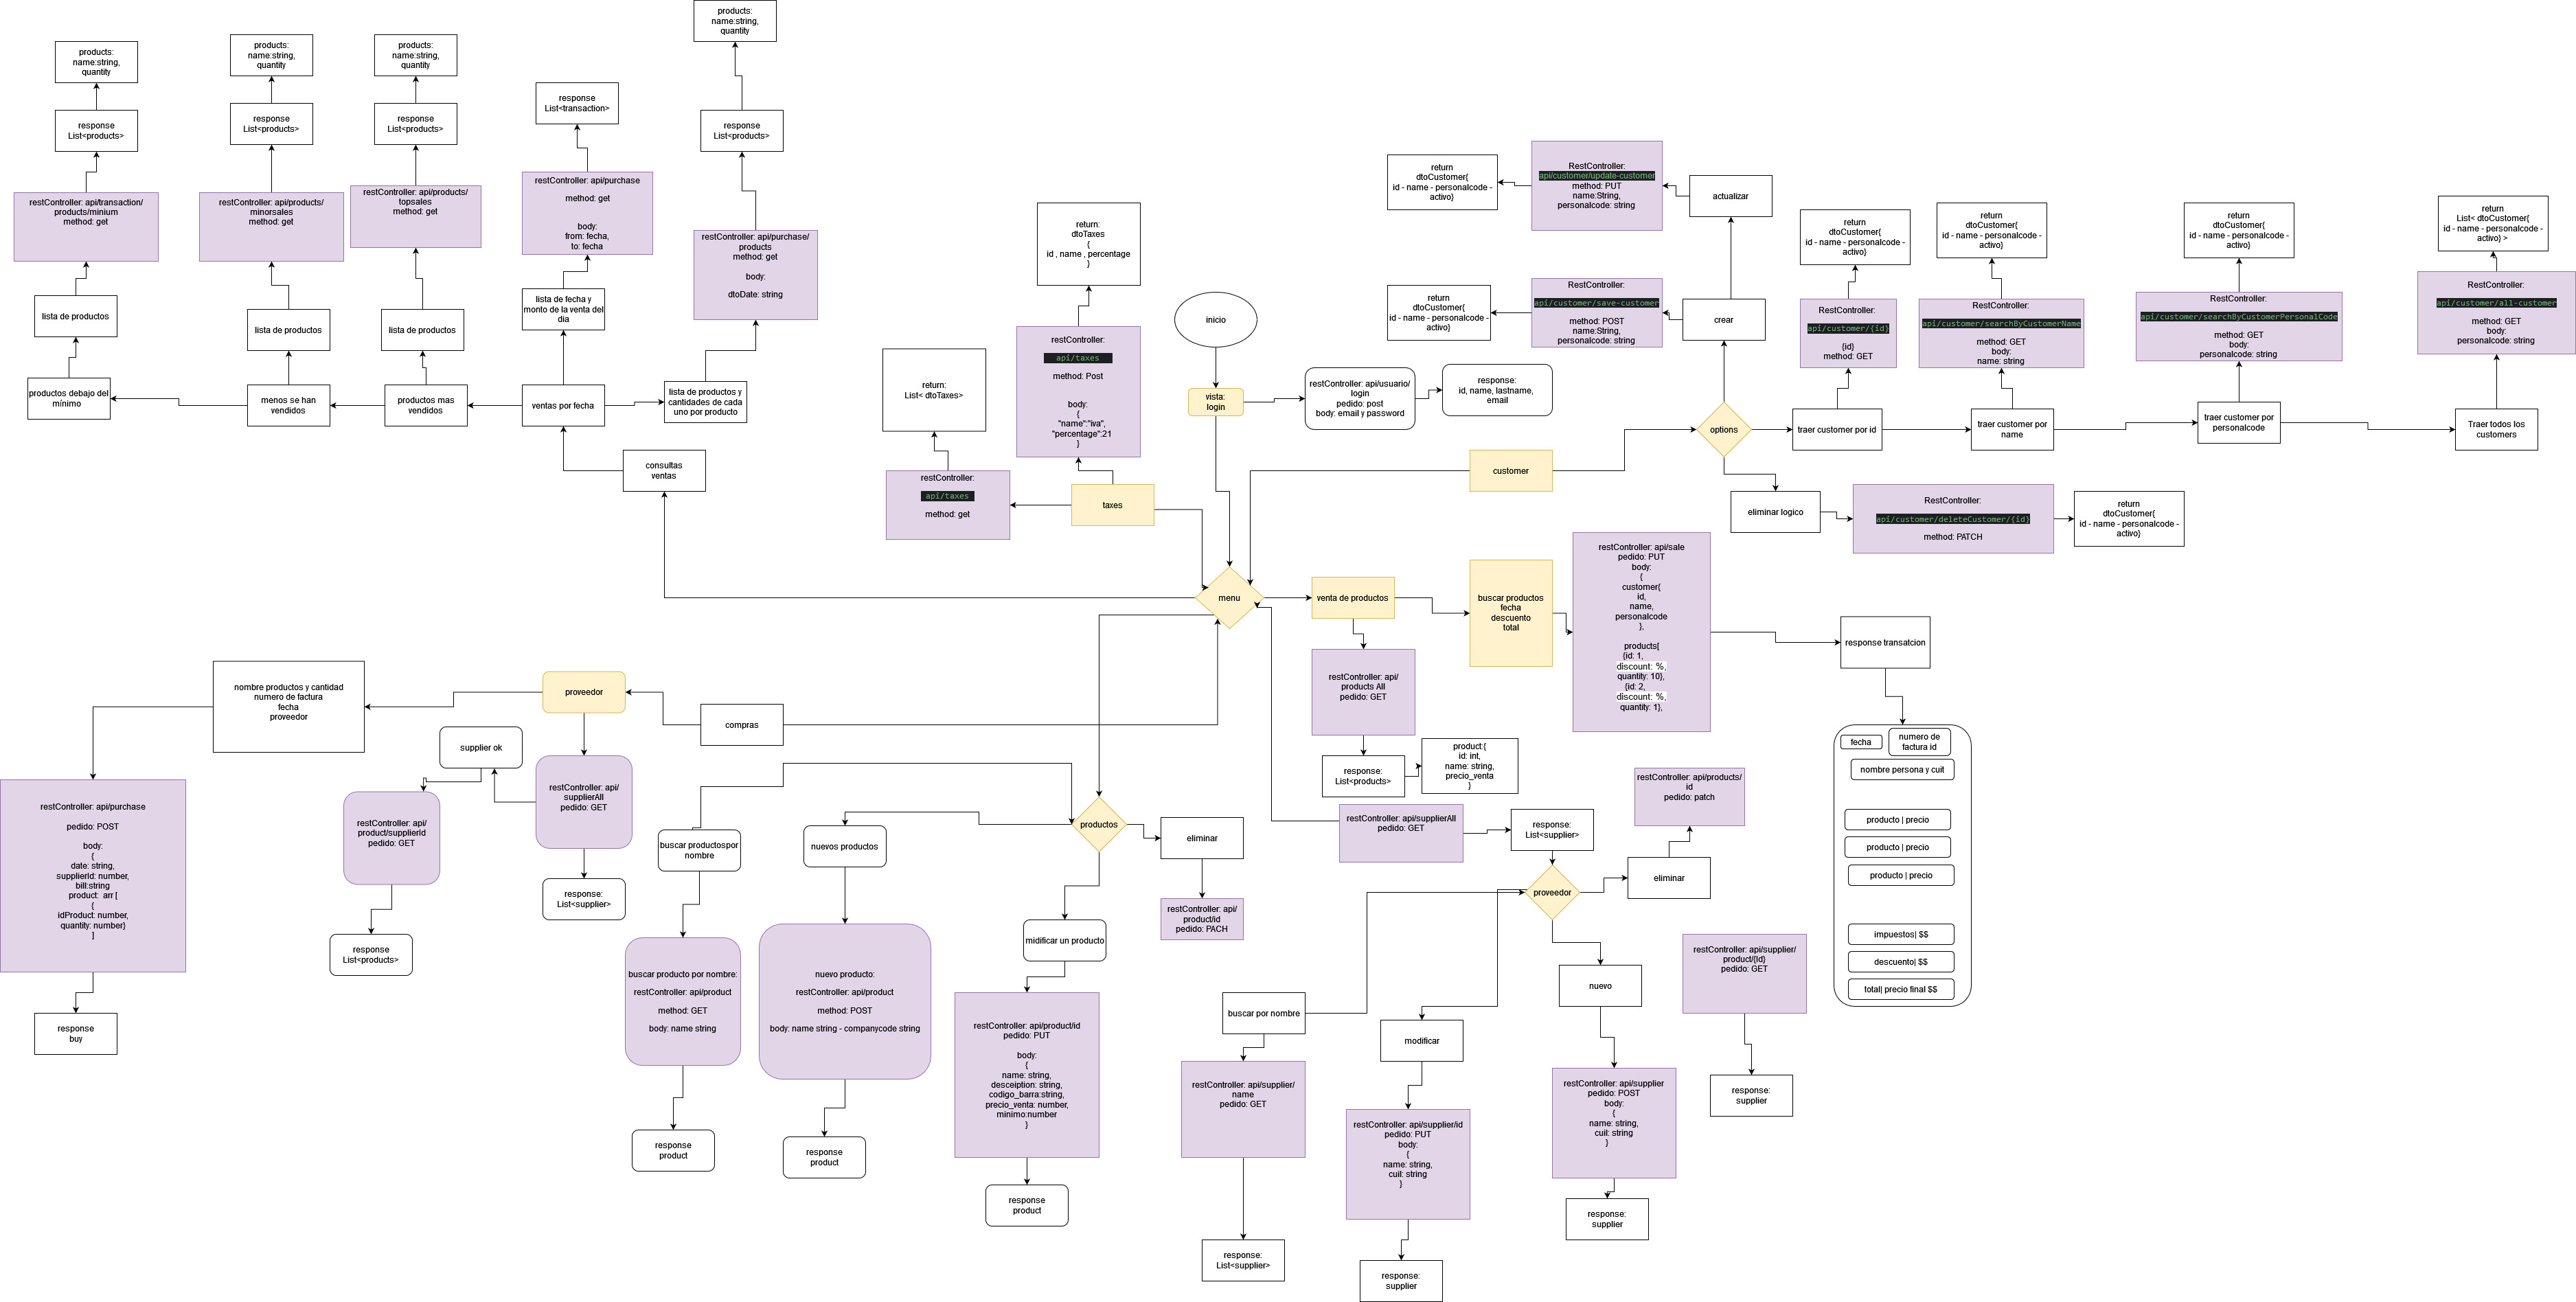 products:
name:string,
quantity
response
List<products>
restController: api/transaction/
products/minium
method: get
lista de productos
productos debajo del
mínimo
products:
name:string,
quantity
response
List<products>
restController: api/products/
minorsales
method: get
lista de productos
menos se han
vendidos
products:
name:string,
quantity
response
List<products>
restController: api/products/
topsales
method: get
lista de productos
productos mas
vendidos
response
List<transaction>
restController: api/purchase
method: get
body:
from: fecha,
to: fecha
lista de fecha y
monto de la venta del
dia
ventas por fecha
products:
name:string,
quantity
response
List<products>
restController: api/purchase/
products
method: get
body:
dtoDate: string
lista de productos y
cantidades de cada
uno por producto
consultas
ventas
return:
List< dtoTaxes>
restController:
api/taxes
method: get
return:
dtoTaxes
{
id , name , percentage
}
restController:
api/taxes
method: Post
body:
{
"name":"iva",
"percentage":21
}
taxes
inicio
vista:
login
restController: api/usuario/
login
pedido: post
body: email y password
response:
id, name, lastname,
email
return
dtoCustomer{
id - name - personalcode -
activo}
RestController:
api/customer/update-customer
method: PUT
name:String,
personalcode: string
actualizar
return
dtoCustomer{
id - name - personalcode -
activo}
RestController:
api/customer/save-customer
method: POST
name:String,
personalcode: string
crear
options
customer
return
dtoCustomer{
id - name - personalcode -
activo}
RestController:
api/customer/{id}
{id}
method: GET
traer customer por id
return
dtoCustomer{
id - name - personalcode -
activo}
RestController:
api/customer/searchByCustomerName
method: GET
body:
name: string
traer customer por
name
return
dtoCustomer{
id - name - personalcode -
activo}
RestController:
api/customer/searchByCustomerPersonalCode
method: GET
body:
personalcode: string
traer customer por
personalcode
return
List< dtoCustomer{
id - name - personalcode -
activo} >
RestController:
api/customer/all-customer
method: GET
body:
personalcode: string
Traer todos los
customers
eliminar logico
RestController:
api/customer/deleteCustomer/{id}
method: PATCH
return
dtoCustomer{
id - name - personalcode -
activo}
menu
venta de productos
buscar productos
fecha
descuento
total
restController: api/sale
pedido: PUT
body:
{
customer{
id,
name,
personalcode
},
products[
{id: 1,
discount: %,
quantity: 10},
{id: 2,
discount: %,
quantity: 1},
response transatcion
fecha
numero de
factura id
nombre persona y cuit
producto | precio
producto | precio
producto | precio
impuestos| $$
descuento| $$
total| precio final $$
restController: api/
products All
pedido: GET
response:
List<products>
product:{
id: int,
name: string,
precio_venta
}
nombre productos y cantidad
numero de factura
fecha
proveedor
proveedor
compras
supplier ok
restController: api/
supplierAll
pedido: GET
response:
List<supplier>
restController: api/
product/supplierId
pedido: GET
response
List<products>
restController: api/purchase
pedido: POST
body:
{
date: string,
supplierId: number,
bill:string
product:  arr [
{
idProduct: number,
quantity: number}
]
response
buy
buscar productospor
nombre
buscar producto por nombre:
restController: api/product
method: GET
body: name string
response
product
nuevos productos
nuevo producto:
restController: api/product
method: POST
body: name string - companycode string
response
product
productos
eliminar
restController: api/
product/id
pedido: PACH
midificar un producto
restController: api/product/id
pedido: PUT
body:
{
name: string,
desceiption: string,
codigo_barra:string,
precio_venta: number,
minimo:number
}
response
product
restController: api/supplierAll
pedido: GET
response:
List<supplier>
proveedor
eliminar
restController: api/products/
id
pedido: patch
buscar por nombre
restController: api/supplier/
name
pedido: GET
response:
List<supplier>
modificar
restController: api/supplier/id
pedido: PUT
body:
{
name: string,
cuil: string
}
response:
supplier
nuevo
restController: api/supplier
pedido: POST
body:
{
name: string,
cuil: string
}
response:
supplier
restController: api/supplier/
product/{Id}
pedido: GET
response:
supplier